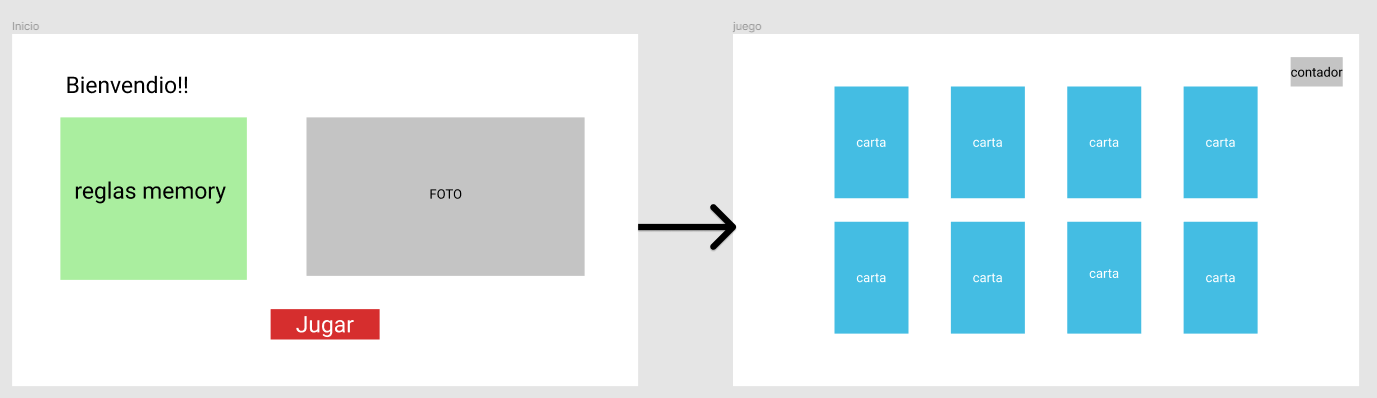 Inicio
Bienvendio!!
reglas memory
FOTO
Jugar
juego
contador
carta
carta
carta
carta
carta
carta
carta
carta